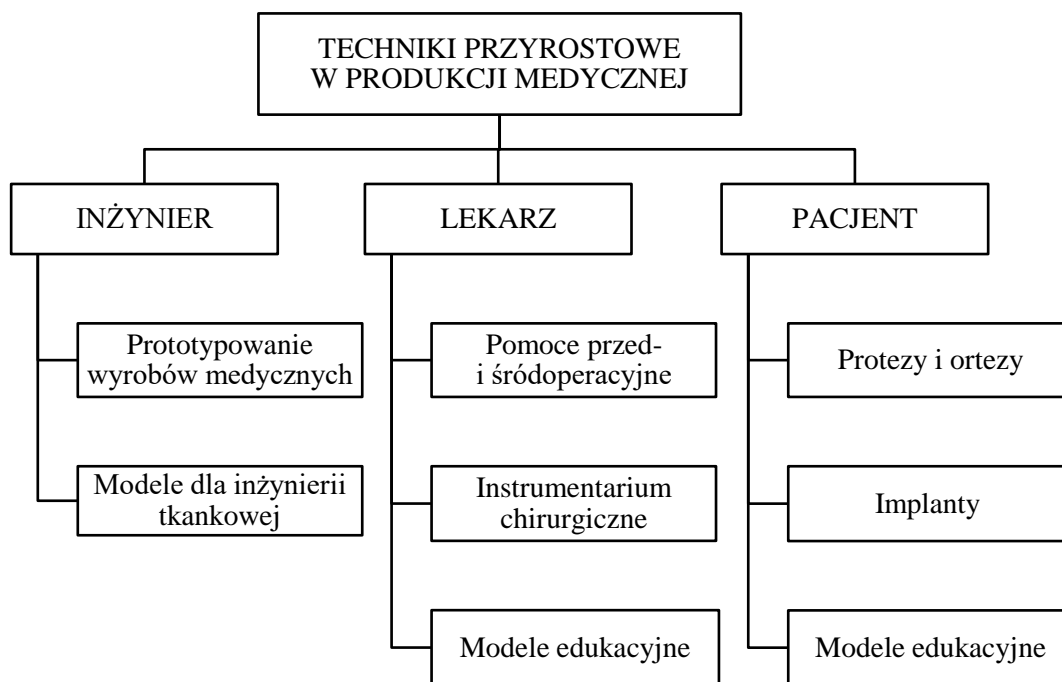 TECHNIKI PRZYROSTOWE
W PRODUKCJI MEDYCZNEJ
INŻYNIER
LEKARZ
PACJENT
Prototypowanie
wyrobów medycznych
Pomoce przed-
i śródoperacyjne
Protezy i ortezy
Modele dla inżynierii
tkankowej
Instrumentarium
chirurgiczne
Implanty
Modele edukacyjne
Modele edukacyjne